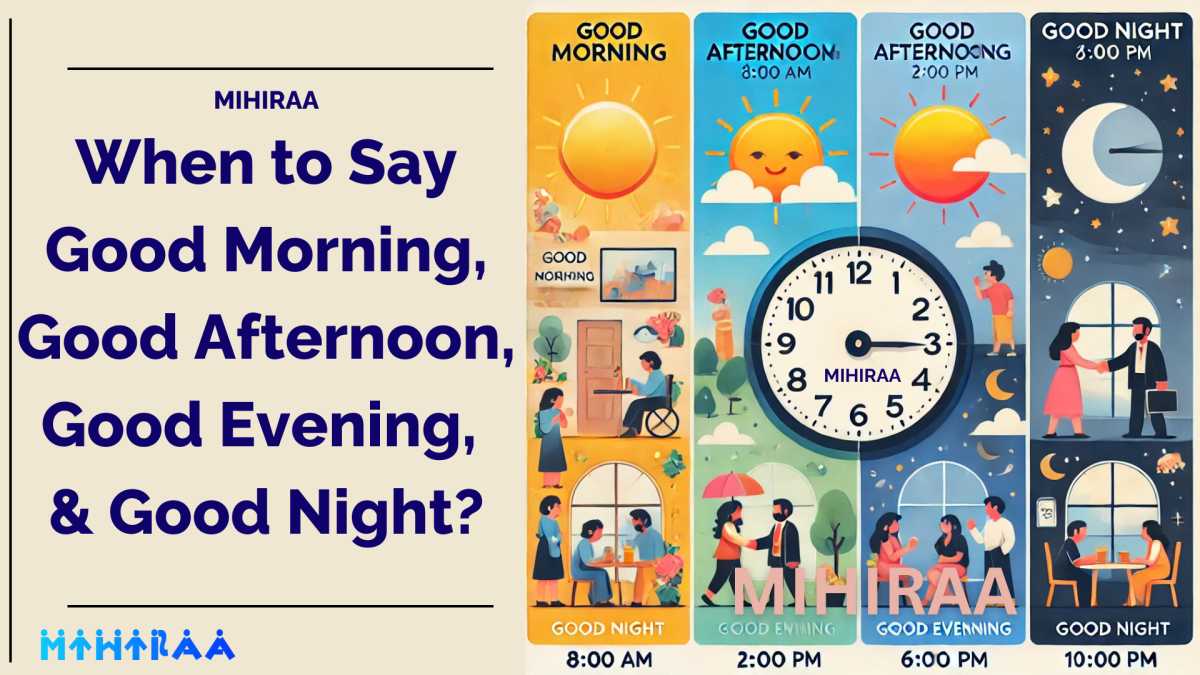 MIHIRAA
When to Say
Good Morning,
Good Afternoon,
Good Evening,
& Good Night?
MIHIRAA
GOOD
MORNING
GOOD
AFTERNOON
8:00 AM
GOOD
AFTERNOONG
2:00 PM
GOOD NIGHT
8:00 PM
GOOD
NORHING
12
11
1
10
2
9
3
8
MIHIRAA
4
7
5
6
MIHIRAA
GOOD NIGHT
GOOD
GOOD EVENNING
GOOD NIGHT
8:00 AM
2:00 PM
6:00 PM
10:00 PM